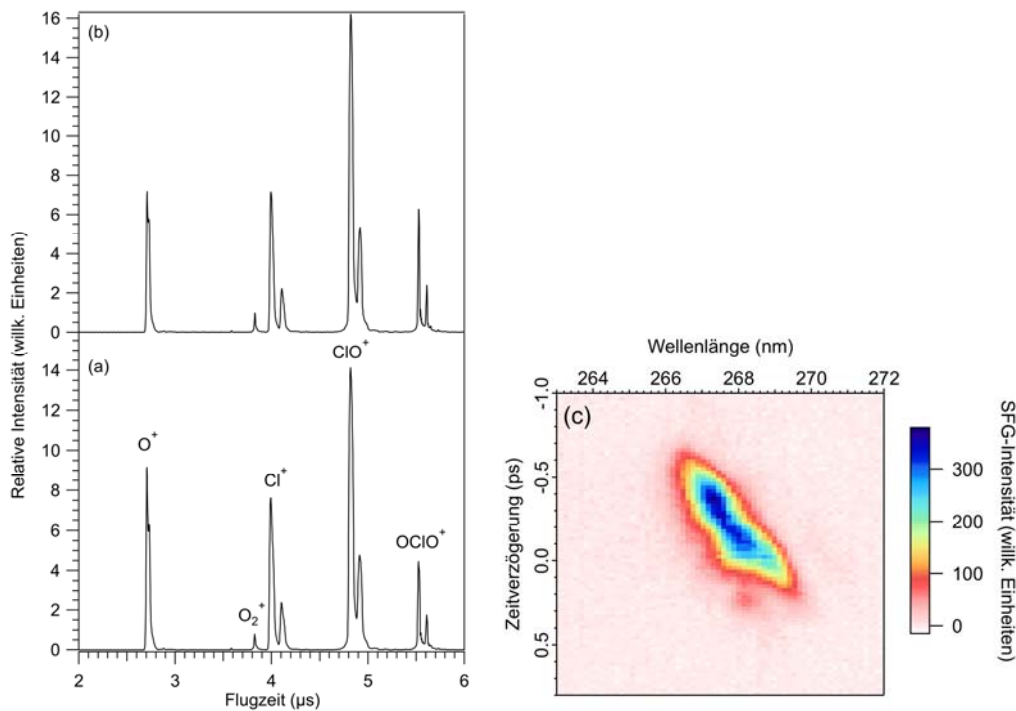 Relative Intensität (willk. Einheiten)
(b)
16
14
12
10
8
6
4
2
0
(a)
14
12
10
8
6
4
2
0
O⁺
O₂⁺
Cl⁺
ClO⁺
OClO⁺
2 3 4 5 6
Flugzeit (µs)
Wellenlänge (nm)
264 266 268 270 272
(c)
Zeitverzögerung (ps)
-1.0
-0.5
0.0
0.5
300
200
100
0
SFG-Intensität (willk. Einheiten)